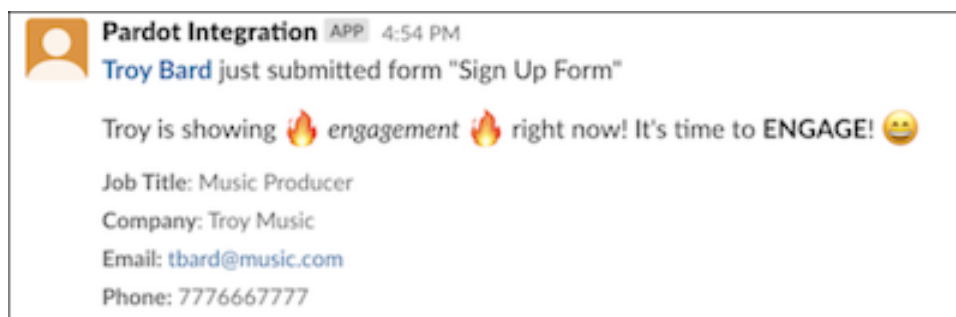 Pardot Integration APP 4:54 PM
Troy Bard just submitted form "Sign Up Form"
Troy is showing 🔥 engagement 🔥 right now! It's time to ENGAGE! 😄
Job Title: Music Producer
Company: Troy Music
Email: tbard@music.com
Phone: 7776667777